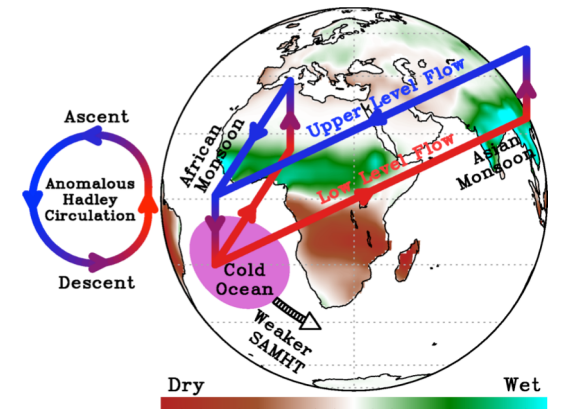 Ascent
Anomalous
Hadley
Circulation
Descent
African
Monsoon
Upper Level Flow
Low Level Flow
Asian
Monsoon
Cold
Ocean
Weaker
SAMHT
Dry
Wet